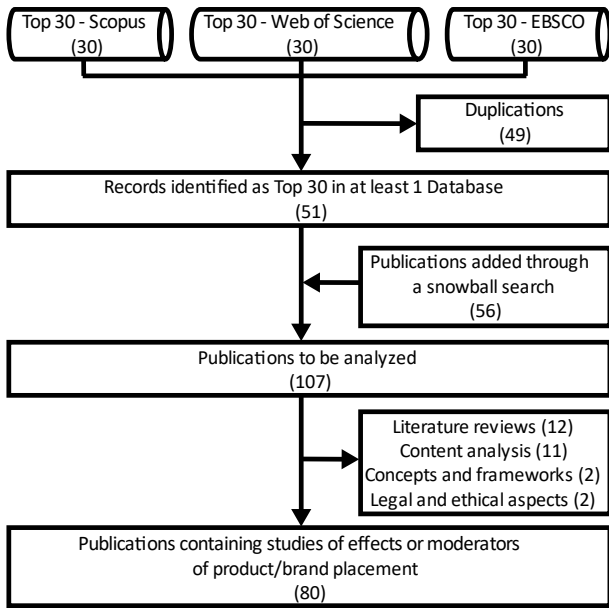 Top 30 - Scopus
(30)
Top 30 - Web of Science
(30)
Top 30 - EBSCO
(30)
Duplications
(49)
Records identified as Top 30 in at least 1 Database
(51)
Publications added through
a snowball search
(56)
Publications to be analyzed
(107)
Literature reviews (12)
Content analysis (11)
Concepts and frameworks (2)
Legal and ethical aspects (2)
Publications containing studies of effects or moderators
of product/brand placement
(80)